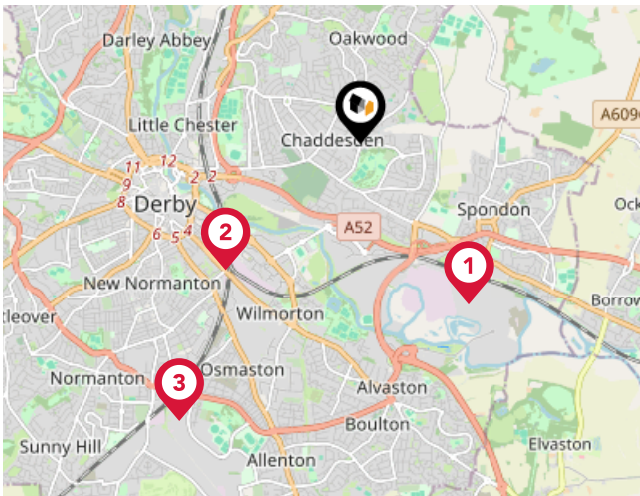 Darley Abbey
Oakwood
A609
Little Chester
Chaddesden
11
12
9
2
2
8
Derby
Spondon
Ock
6
5
4
2
A52
1
New Normanton
Borrow
tleover
Wilmorton
3
Osmaston
Normanton
Alvaston
Boulton
Sunny Hill
Elvaston
Allenton